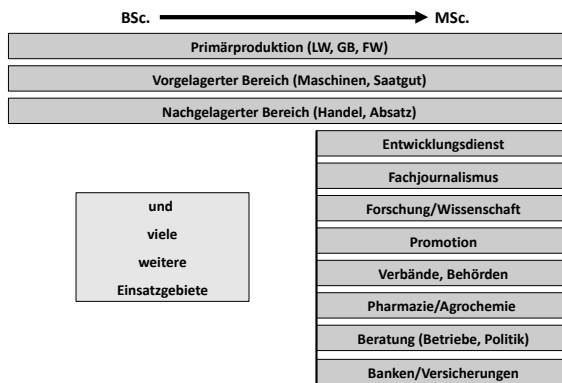 BSc. MSc.
Primärproduktion (LW, GB, FW)
Vorgelagerter Bereich (Maschinen, Saatgut)
Nachgelagerter Bereich (Handel, Absatz)
Entwicklungsdienst
Fachjournalismus
Forschung/Wissenschaft
Promotion
Verbände, Behörden
Pharmazie/Agrochemie
Beratung (Betriebe, Politik)
Banken/Versicherungen
und
viele
weitere
Einsatzgebiete